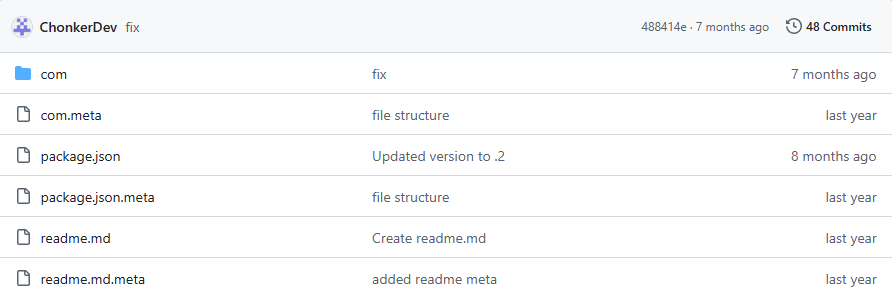 ChonkerDev fix 488414e · 7 months ago 48 Commits
com fix 7 months ago
com.meta file structure last year
package.json Updated version to .2 8 months ago
package.json.meta file structure last year
readme.md Create readme.md last year
readme.md.meta added readme meta last year